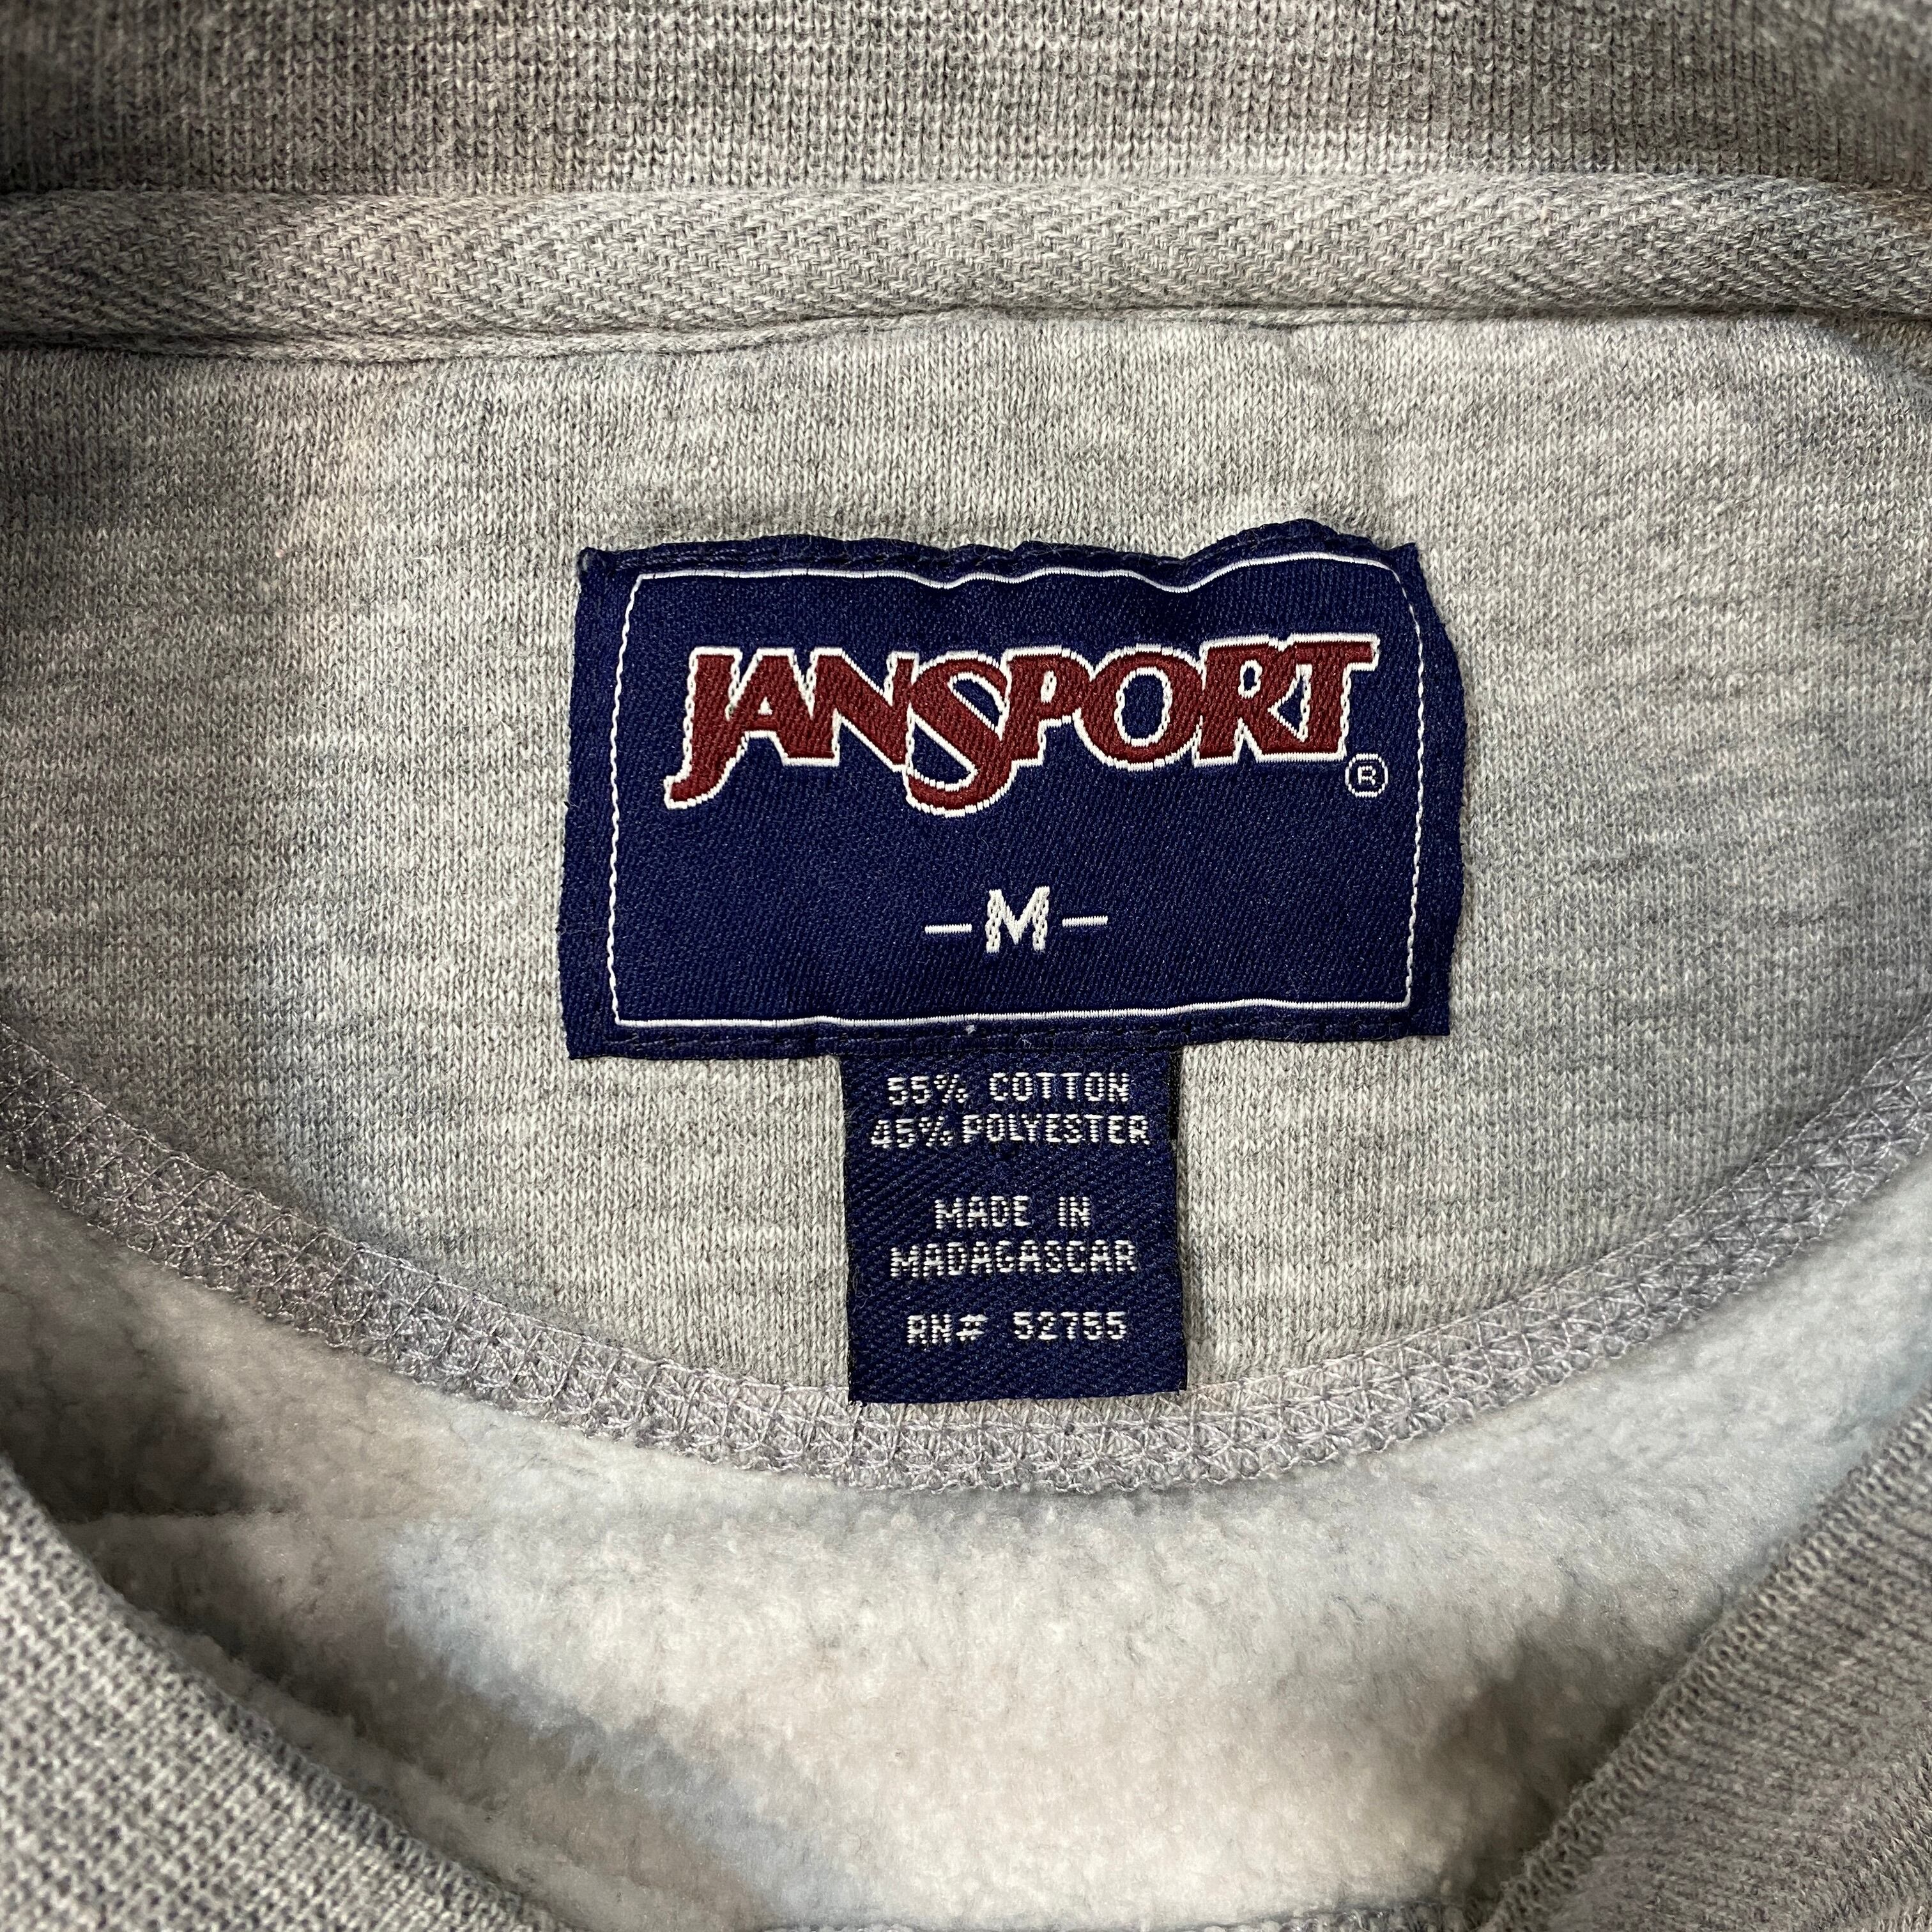 JANSPORT®
-M-
55% COTTON
45% POLYESTER
MADE IN
MADAGASCAR
RN# 52755